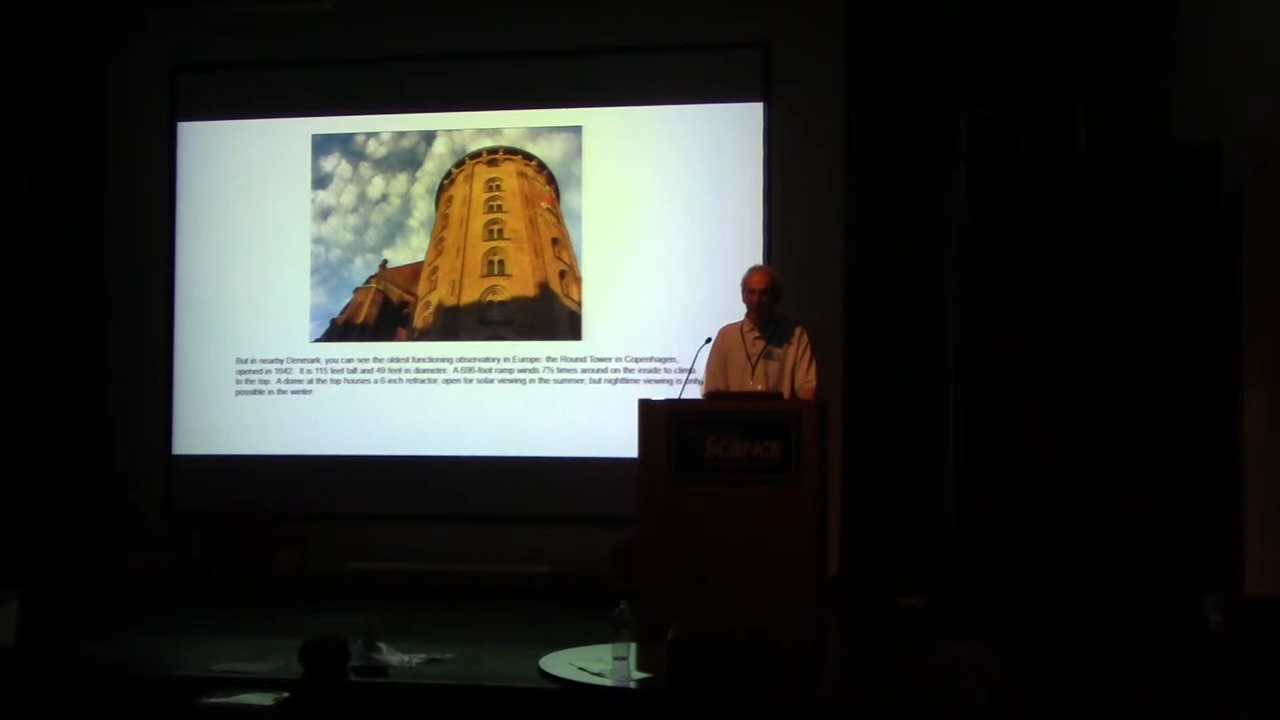 But in nearby Denmark, you can see the oldest functioning observatory in Europe: the Round Tower in Copenhagen,
opened in 1642. It is 115 feet tall and 49 feet in diameter. A 686-foot ramp winds 7½ times around on the inside to climb
to the top. A dome at the top houses a 6-inch refractor, open for solar viewing in the summer, but nighttime viewing is only
possible in the winter.
SCIENCE